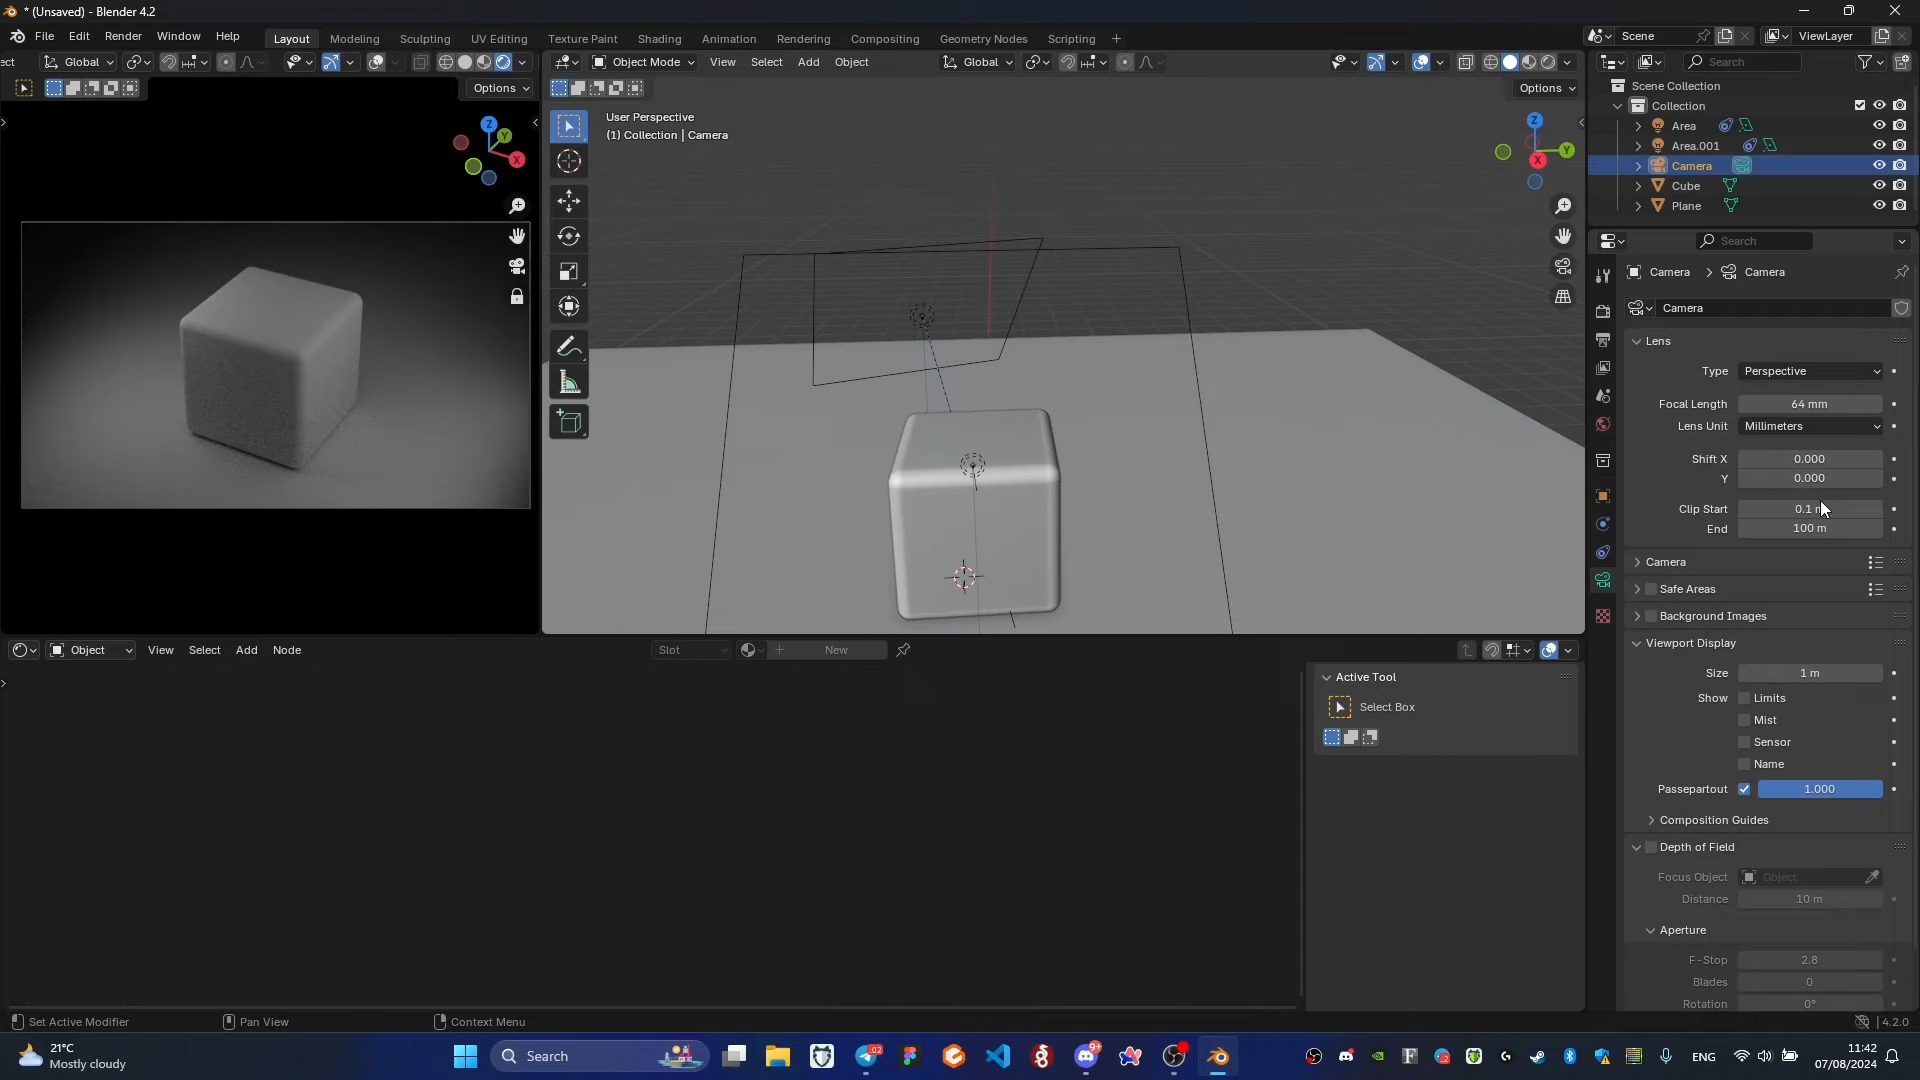 * (Unsaved) - Blender 4.2
File Edit Render Window Help
Layout Modeling Sculpting UV Editing Texture Paint Shading Animation Rendering Compositing Geometry Nodes Scripting +
Scene
ViewLayer
ect Global
Object Mode View Select Add Object Global
Search
Options
Options
User Perspective
(1) Collection | Camera
Z
Y
X
Z
Y
X
Scene Collection
Collection
Area
Area.001
Camera
Cube
Plane
Search
Camera > Camera
Camera
Lens
Type Perspective
Focal Length 64 mm
Lens Unit Millimeters
Shift X 0.000
Y 0.000
Clip Start 0.1
End 100 m
Camera
Safe Areas
Background Images
Viewport Display
Size 1 m
Show Limits
Mist
Sensor
Name
Passepartout 1.000
Composition Guides
Depth of Field
Focus Object Object
Distance 10 m
Aperture
F-Stop 2.8
Blades 0
Rotation 0°
Object View Select Add Node
Slot
New
Active Tool
Select Box
Set Active Modifier
Pan View
Context Menu
4.2.0
21°C
Mostly cloudy
Search
ENG
11:42
07/08/2024